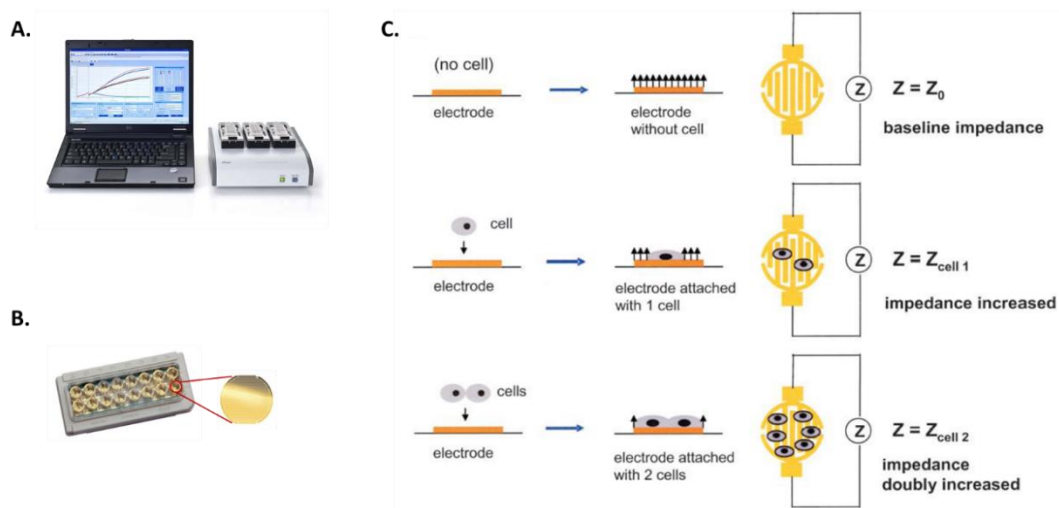 A.
B.
C.
(no cell)
electrode
electrode
without cell
Z
Z = Z0
baseline impedance
cell
electrode
electrode attached
with 1 cell
Z
Z = Zcell 1
impedance increased
cells
electrode
electrode attached
with 2 cells
Z
Z = Zcell 2
impedance
doubly increased